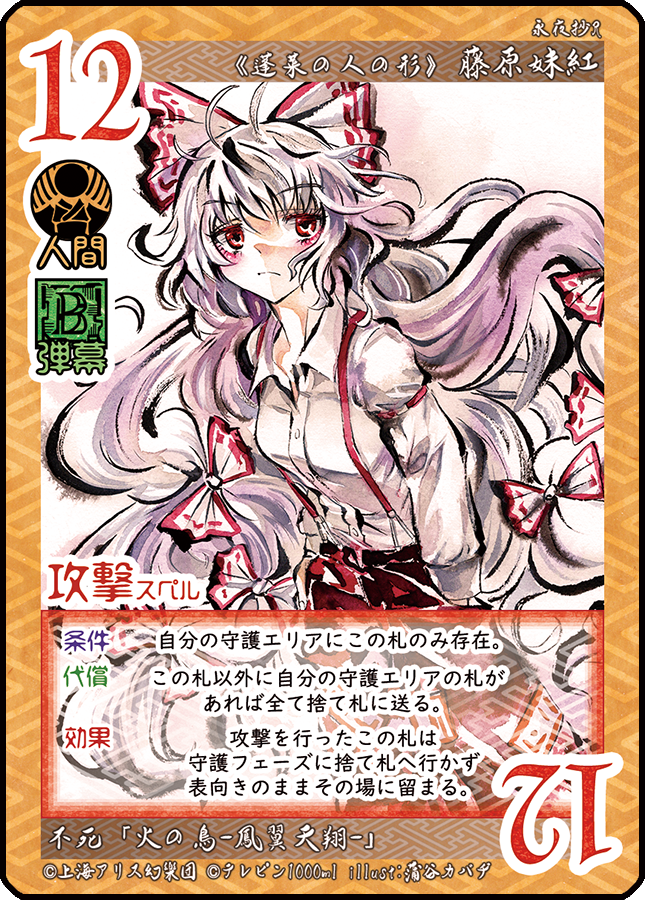 永夜抄
12
《蓬莱の人の形》 藤原妹紅
人間
B
弾幕
攻撃スペル
条件 自分の守護エリアにこの札のみ存在。
代償 この札以外に自分の守護エリアの札が
あれば全て捨て札に送る。
効果 攻撃を行ったこの札は
守護フェーズに捨て札へ行かず
表向きのままその場に留まる。
12
不死「火の鳥-鳳翼天翔-」
©上海アリス幻樂団 ©テレピン1000ml illust:蒲谷カバヂ